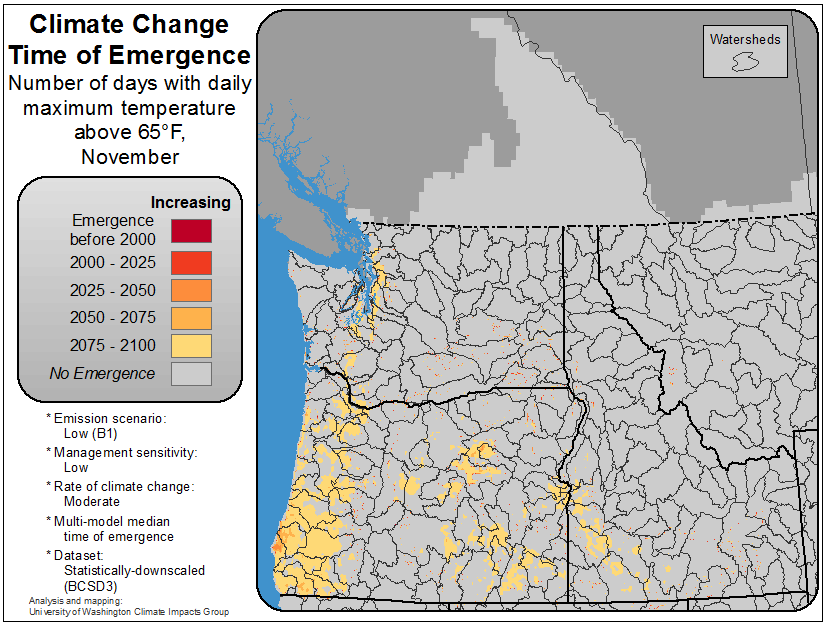 Climate Change
Time of Emergence
Number of days with daily
maximum temperature
above 65°F,
November
Increasing
Emergence
before 2000
2000 - 2025
2025 - 2050
2050 - 2075
2075 - 2100
No Emergence
* Emission scenario:
Low (B1)
* Management sensitivity:
Low
* Rate of climate change:
Moderate
* Multi-model median
time of emergence
* Dataset:
Statistically-downscaled
(BCSD3)
Analysis and mapping:
University of Washington Climate Impacts Group
Watersheds